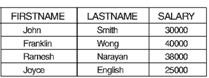 FIRSTNAME LASTNAME SALARY
John Smith 30000
Franklin Wong 40000
Ramesh Narayan 38000
Joyce English 25000